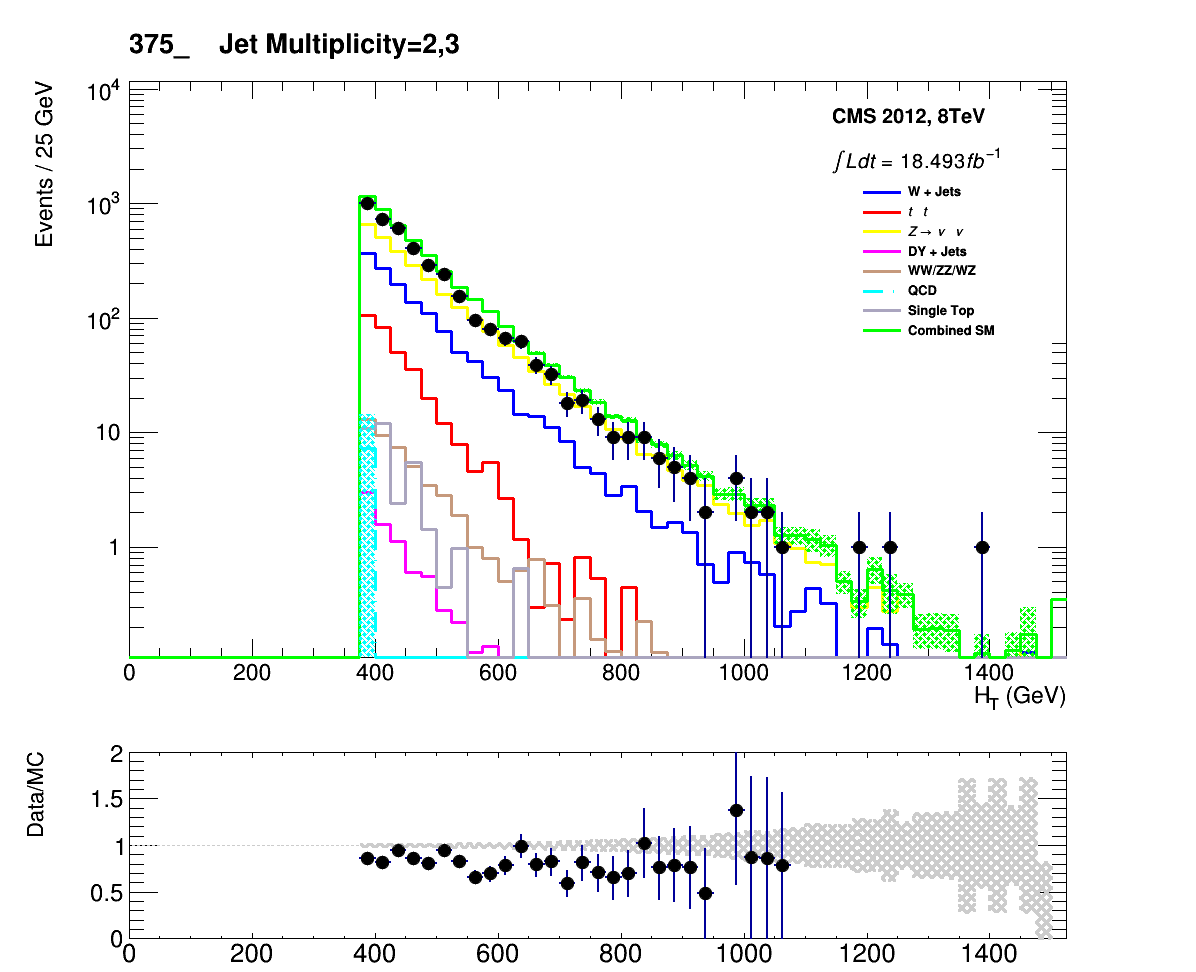 375_ Jet Multiplicity=2,3
Events / 25 GeV
10⁴
10³
10²
10
1
CMS 2012, 8TeV
∫Ldt = 18.493fb⁻¹
W + Jets
t t
Z → ν ν
DY + Jets
WW/ZZ/WZ
QCD
Single Top
Combined SM
0 200 400 600 800 1000 1200 1400
H_T (GeV)
Data/MC
2
1.5
1
0.5
0
0 200 400 600 800 1000 1200 1400